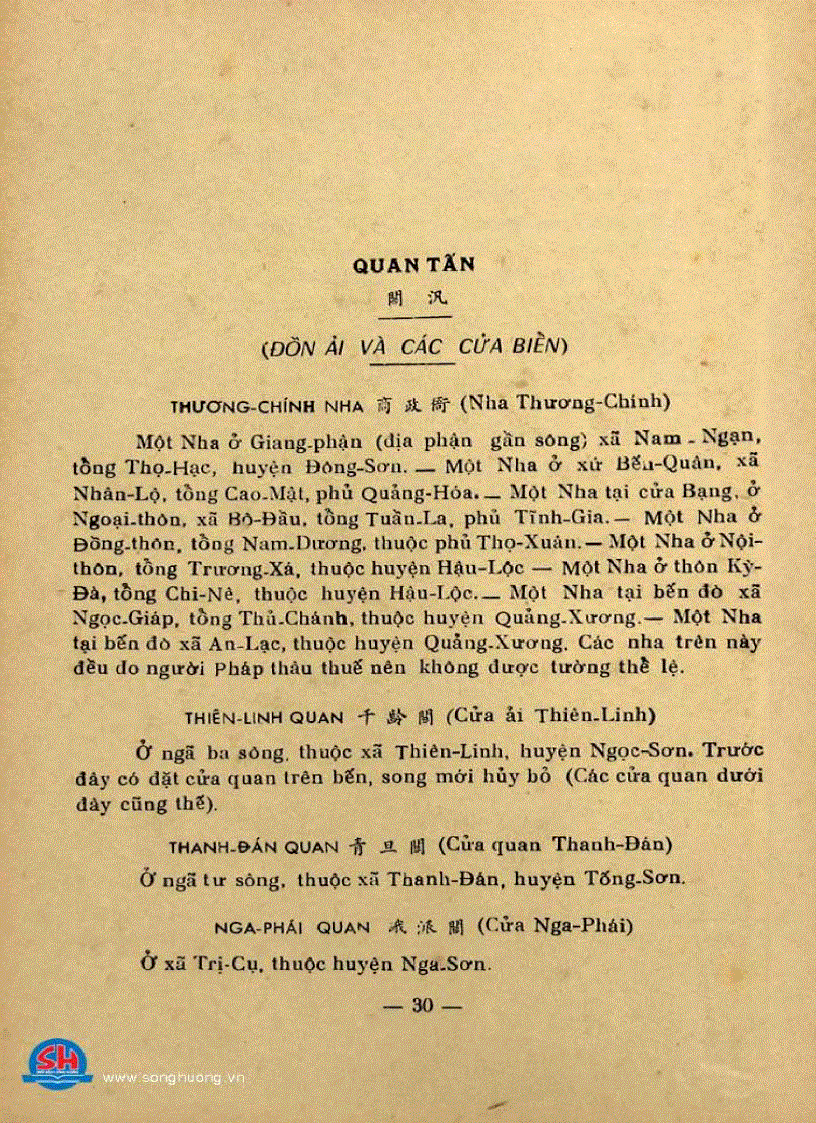 QUAN TẤN
關 汛
(ĐỒN ẢI VÀ CÁC CỬA BIỂN)
THƯƠNG-CHÍNH NHA 商 政 衙 (Nha Thương-Chính)
Một Nha ở Giang-phận (địa phận gần sông) xã Nam-Ngạn,
tổng Thọ-Hạc, huyện Đông-Sơn. — Một Nha ở xứ Bến-Quân, xã
Nhân-Lộ, tổng Cao-Mật, phủ Quảng-Hóa. — Một Nha tại cửa Bạng, ở
Ngoại-thôn, xã Bô-Đầu, tổng Tuần-La, phủ Tĩnh-Gia. — Một Nha ở
Đồng-thôn, tổng Nam-Dương, thuộc phủ Thọ-Xuân. — Một Nha ở Nội-
thôn, tổng Trương-Xá, thuộc huyện Hậu-Lộc — Một Nha ở thôn Kỳ-
Đà, tổng Chi-Nê, thuộc huyện Hậu-Lộc. — Một Nha tại bến đò xã
Ngọc-Giáp, tổng Thủ-Chánh, thuộc huyện Quảng-Xương. — Một Nha
tại bến đò xã An-Lạc, thuộc huyện Quảng-Xương. Các nha trên này
đều do người Pháp thâu thuế nên không được tường thể lệ.
THIÊN-LINH QUAN 千 齡 關 (Cửa ải Thiên-Linh)
Ở ngã ba sông, thuộc xã Thiên-Linh, huyện Ngọc-Sơn. Trước
đây có đặt cửa quan trên bến, song mới hủy bỏ (Các cửa quan dưới
đây cũng thế).
THANH-ĐÁN QUAN 青 旦 關 (Cửa quan Thanh-Đán)
Ở ngã tư sông, thuộc xã Thanh-Đán, huyện Tống-Sơn.
NGA-PHÁI QUAN 峩 派 關 (Cửa Nga-Phái)
Ở xã Trị-Cụ, thuộc huyện Nga-Sơn.
— 30 —
SH
www.songhuong.vn